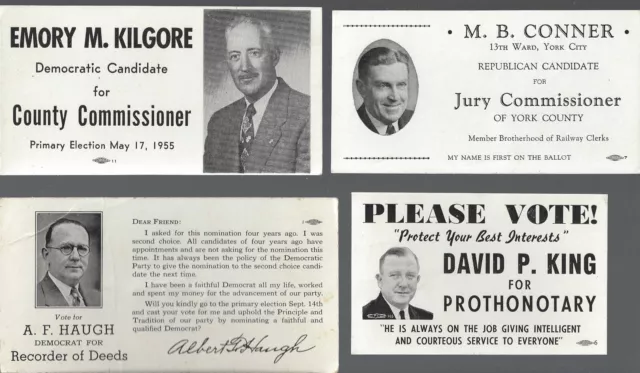 EMORY M. KILGORE
Democratic Candidate
for
County Commissioner
Primary Election May 17, 1955
11
• M. B. CONNER •
13TH WARD, YORK CITY
REPUBLICAN CANDIDATE
FOR
Jury Commissioner
OF YORK COUNTY
Member Brotherhood of Railway Clerks
MY NAME IS FIRST ON THE BALLOT
7
Vote for
A. F. HAUGH
DEMOCRAT FOR
Recorder of Deeds
DEAR FRIEND:
I asked for this nomination four years ago. I was
second choice. All candidates of four years ago have
appointments and are not asking for the nomination this
time. It has always been the policy of the Democratic
Party to give the nomination to the second choice candi-
date the next time.
I have been a faithful Democrat all my life, worked
and spent my money for the advancement of our party.
Will you kindly go to the primary election Sept. 14th
and cast your vote for me and uphold the Principle and
Tradition of our party by nominating a faithful and
qualified Democrat?
Albert F. Haugh
PLEASE VOTE!
"Protect Your Best Interests"
DAVID P. KING
FOR
PROTHONOTARY
"HE IS ALWAYS ON THE JOB GIVING INTELLIGENT
AND COURTEOUS SERVICE TO EVERYONE"
6